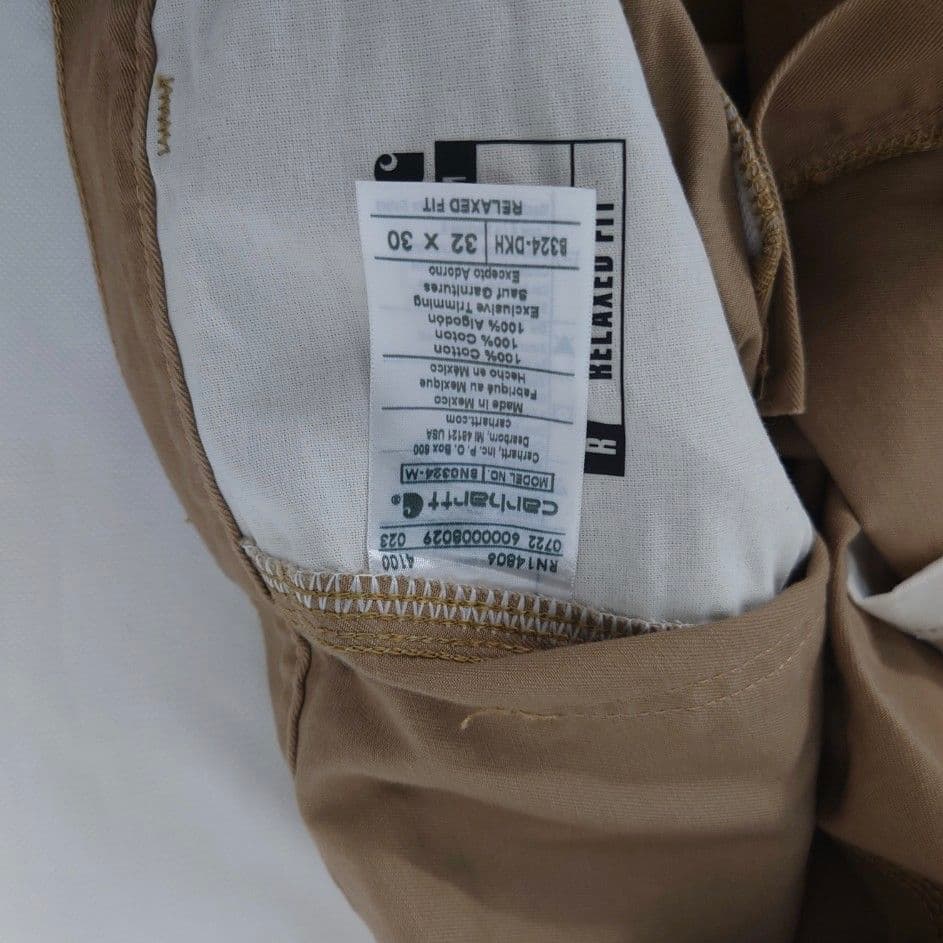 RN14806 4100
0722 6000008029 023
carhartt ®
MODEL NO. BN0324-M
Carhartt, Inc. P. O. Box 600
Dearborn, MI 48121 USA
carhartt.com
Made in Mexico
Fabriqué au Mexique
Hecho en México
100% Cotton
100% Coton
100% Algodón
Exclusive Trimming
Sauf Garnitures
Excepto Adorno
B324-DKH 32 X 30
RELAXED FIT
R
RELAXED FIT